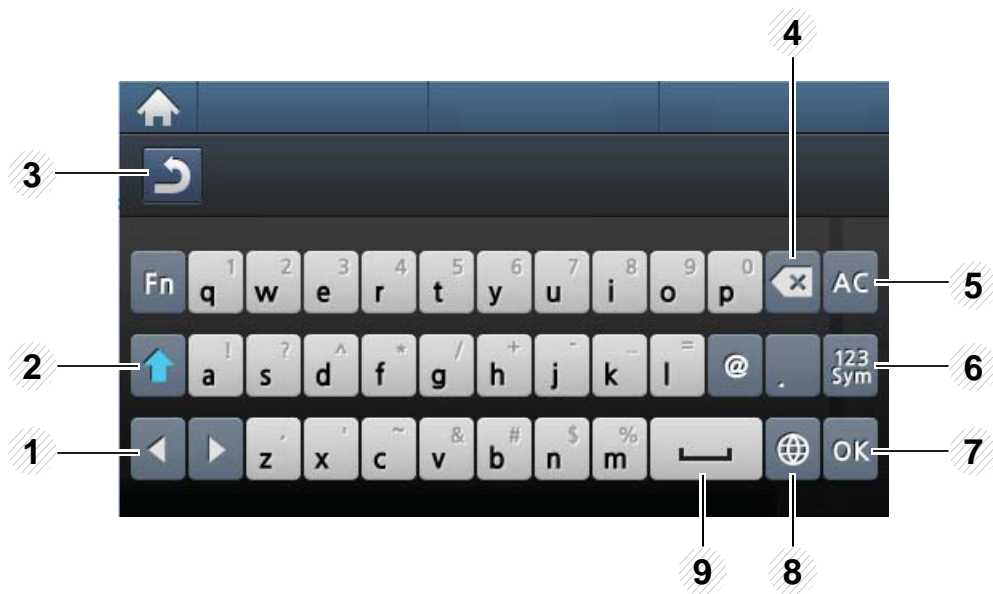 4
3
Fn 1 q 2 w 3 e 4 r 5 t 6 y 7 u 8 i 9 o 0 p AC 5
2 ! a ? s ^ d * f / g + h - j _ k = l @ . 123 Sym 6
1 ´ z ' x ~ c & v # b $ n % m OK 7
9 8